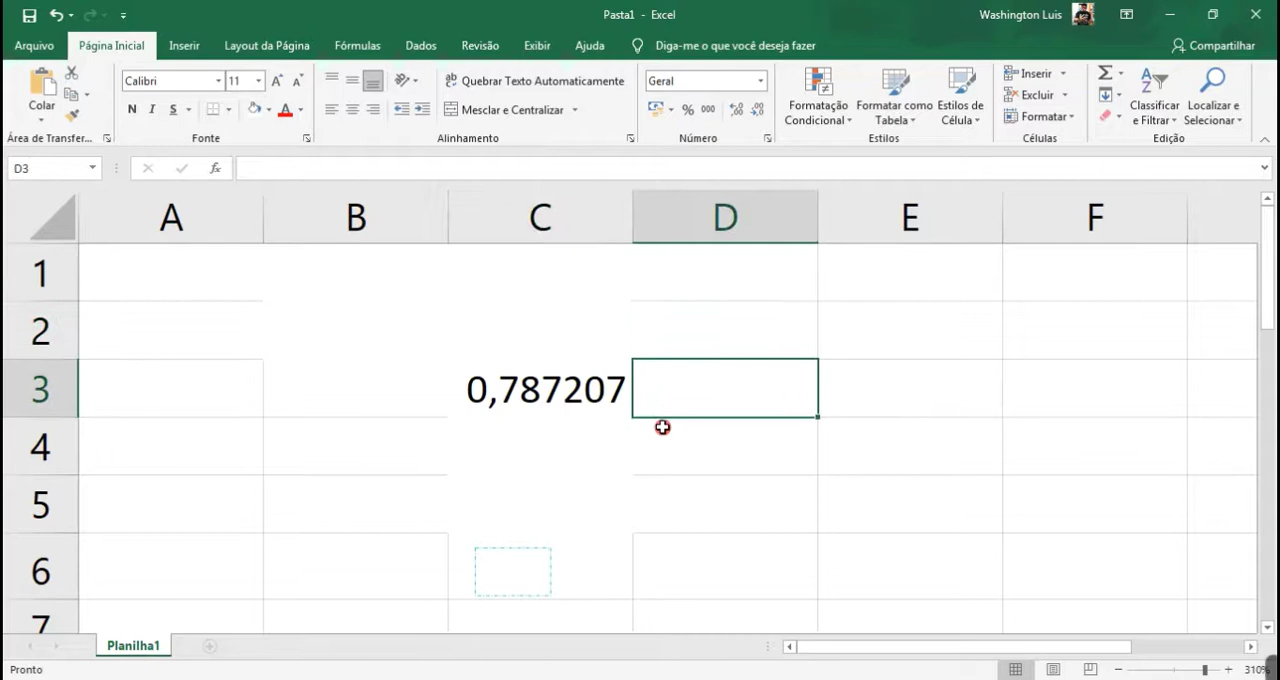 Pasta1 - Excel
Washington Luis
Arquivo Página Inicial Inserir Layout da Página Fórmulas Dados Revisão Exibir Ajuda Diga-me o que você deseja fazer Compartilhar
Colar
Área de Transfer...
Calibri 11
N I S A
Fonte
Quebrar Texto Automaticamente
Mesclar e Centralizar
Alinhamento
Geral
% 000
Número
Formatação Condicional
Formatar como Tabela
Estilos de Célula
Estilos
Inserir
Excluir
Formatar
Células
Classificar e Filtrar
Localizar e Selecionar
Edição
D3 fx
A B C D E F
1
2
3 0,787207
4
5
6
7
Planilha1
Pronto 310%